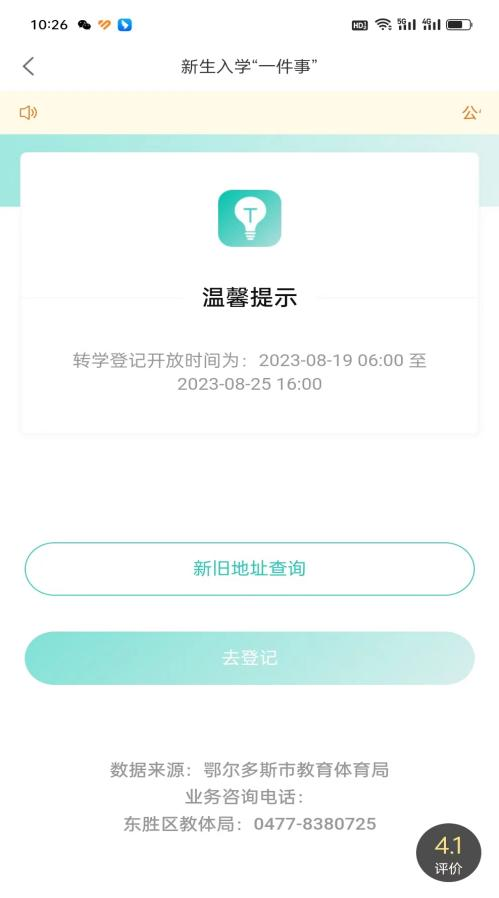 10:26
HD 5G 4G
新生入学“一件事”
公
T
温馨提示
转学登记开放时间为：2023-08-19 06:00 至
2023-08-25 16:00
新旧地址查询
去登记
数据来源：鄂尔多斯市教育体育局
业务咨询电话：
东胜区教体局：0477-8380725
4.1
评价